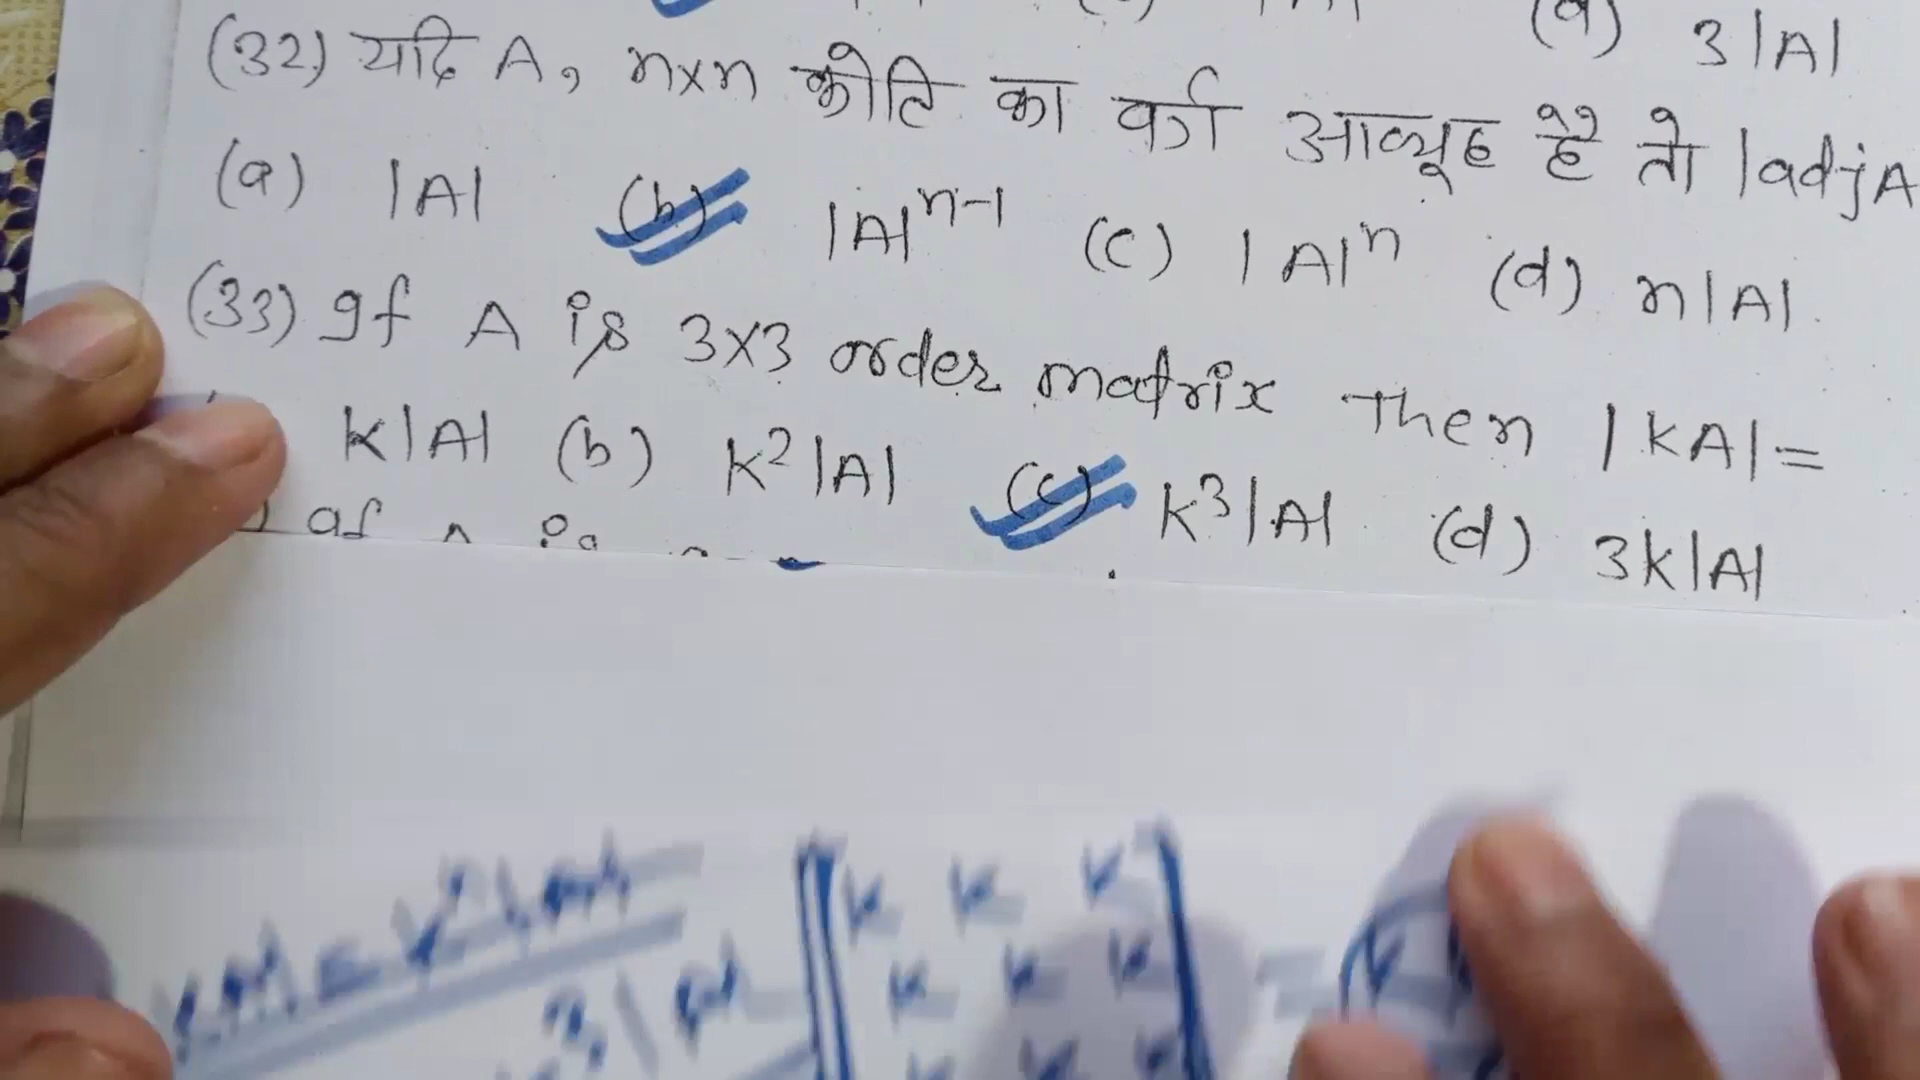 (d) 3|A|
(32) यदि A, n×n कोटि का वर्ग आव्यूह है तो |adjA
(a) |A| (b) |A|ⁿ⁻¹ (c) |A|ⁿ (d) n|A|.
(33) If A is 3×3 order matrix Then |KA|=
K|A| (b) K²|A| (c) K³|A| (d) 3K|A|
K K K
K K K